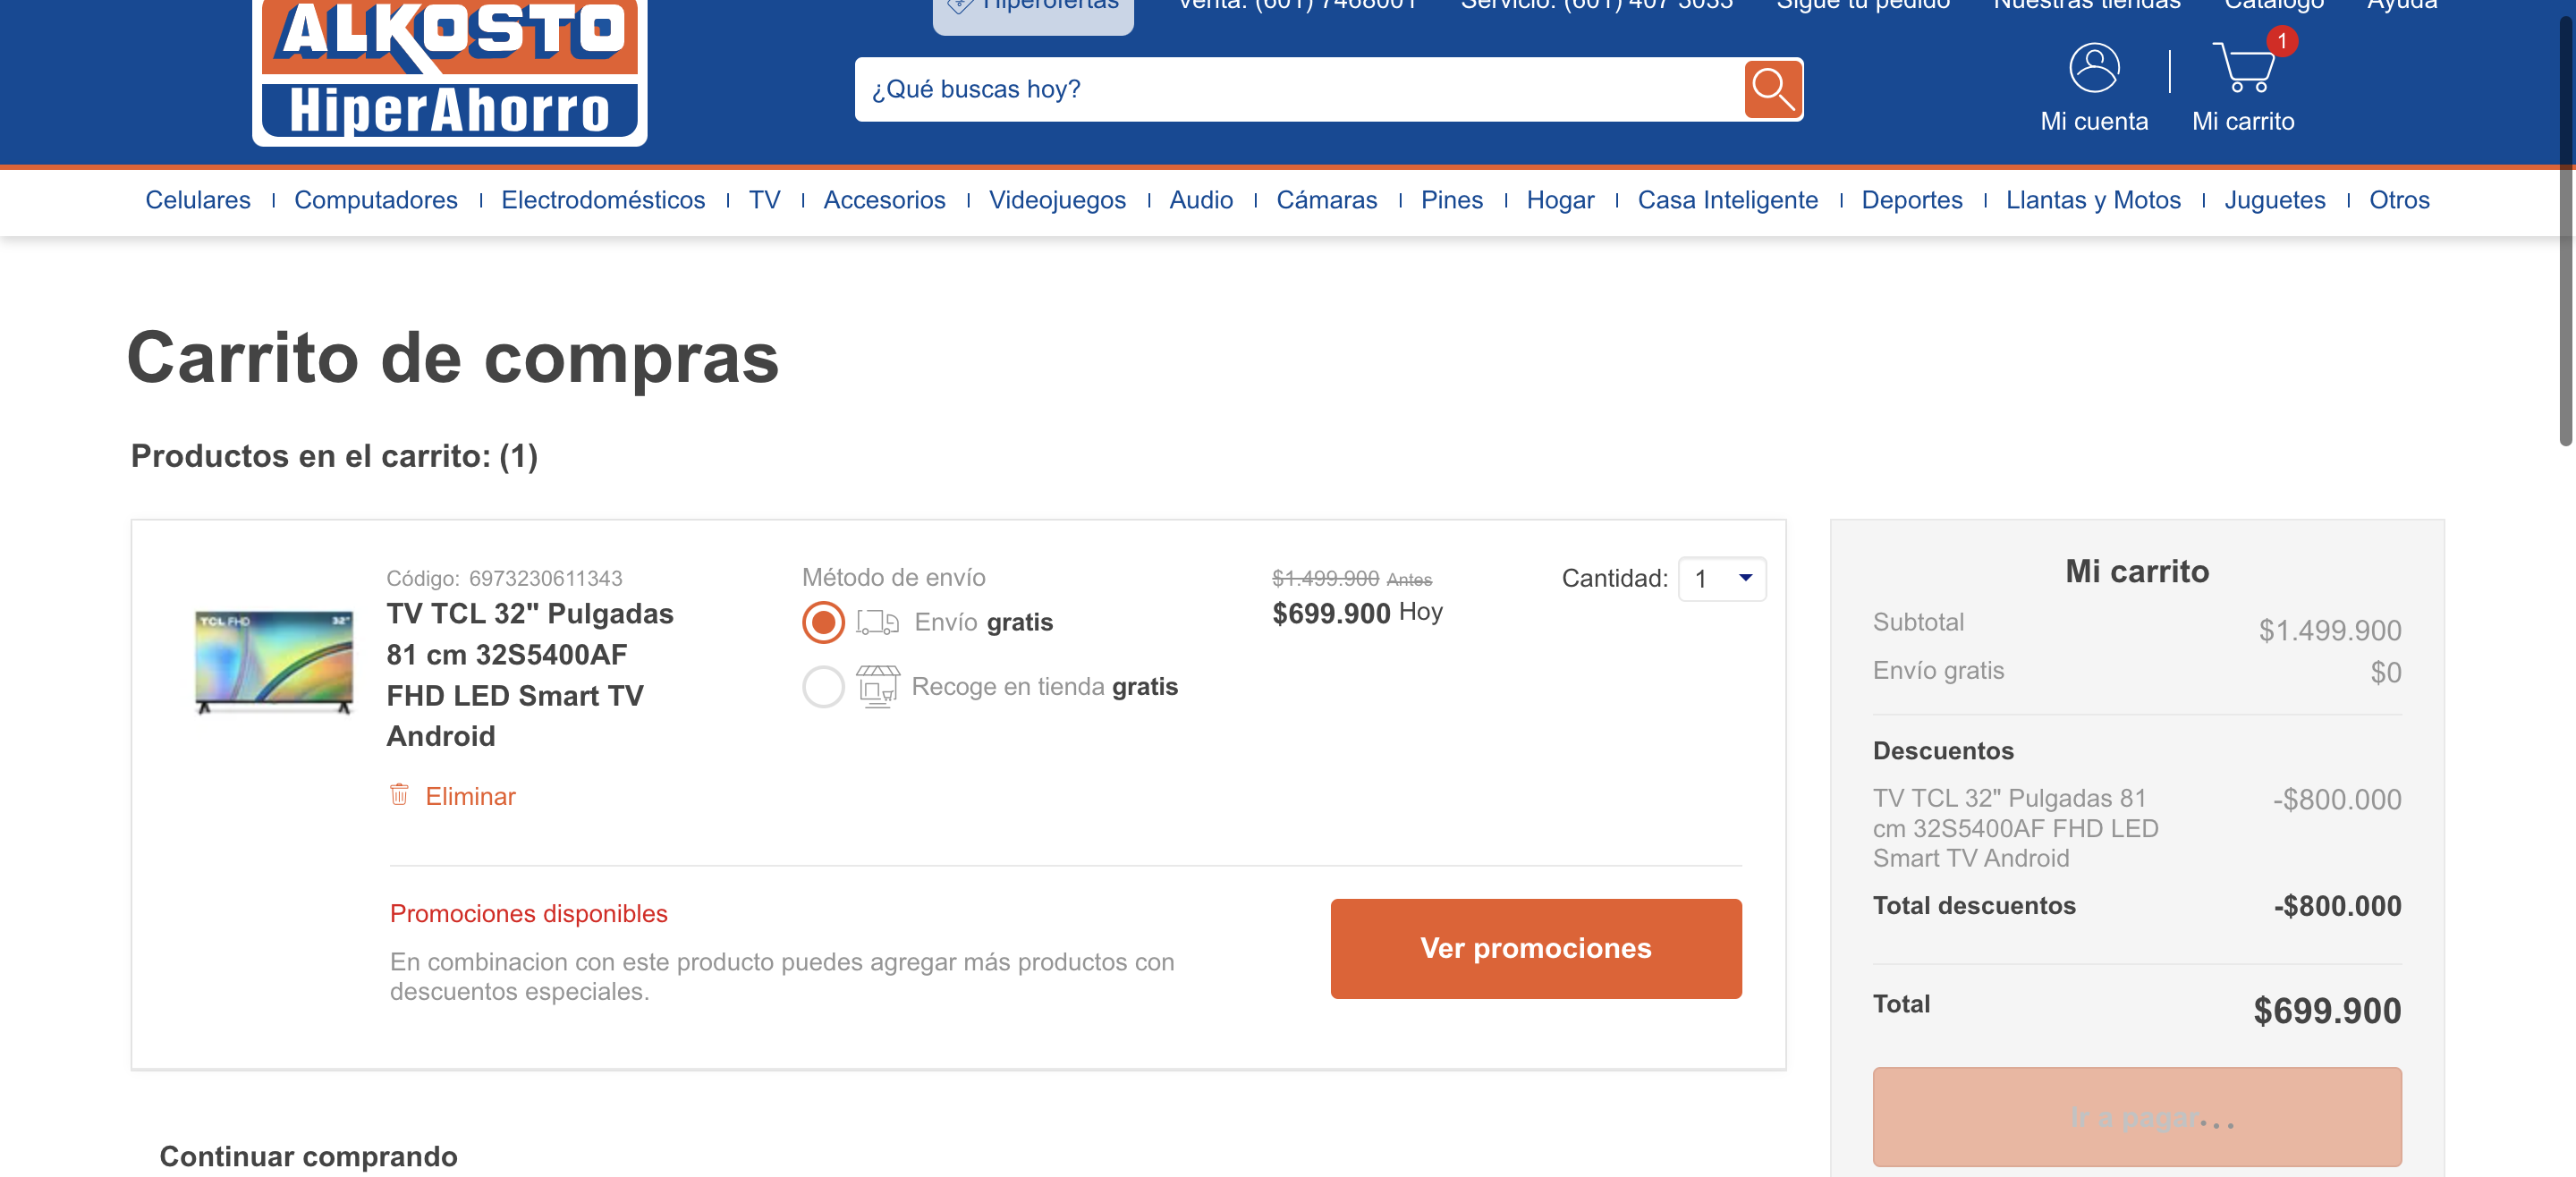 ALKOSTO
HiperAhorro
Hiperofertas
Venta: (601) 7468001
Servicio: (601) 407 3033
Sigue tu pedido
Nuestras tiendas
Catálogo
Ayuda
¿Qué buscas hoy?
1
Mi cuenta
Mi carrito
Celulares
Computadores
Electrodomésticos
TV
Accesorios
Videojuegos
Audio
Cámaras
Pines
Hogar
Casa Inteligente
Deportes
Llantas y Motos
Juguetes
Otros
Carrito de compras
Productos en el carrito: (1)
TCL FHD
32"
Código: 6973230611343
TV TCL 32" Pulgadas
81 cm 32S5400AF
FHD LED Smart TV
Android
Eliminar
Método de envío
Envío gratis
Recoge en tienda gratis
$1.499.900 Antes
$699.900 Hoy
Cantidad: 1
Promociones disponibles
En combinacion con este producto puedes agregar más productos con
descuentos especiales.
Ver promociones
Mi carrito
Subtotal $1.499.900
Envío gratis $0
Descuentos
TV TCL 32" Pulgadas 81 -$800.000
cm 32S5400AF FHD LED
Smart TV Android
Total descuentos -$800.000
Total $699.900
Ir a pagar...
Continuar comprando